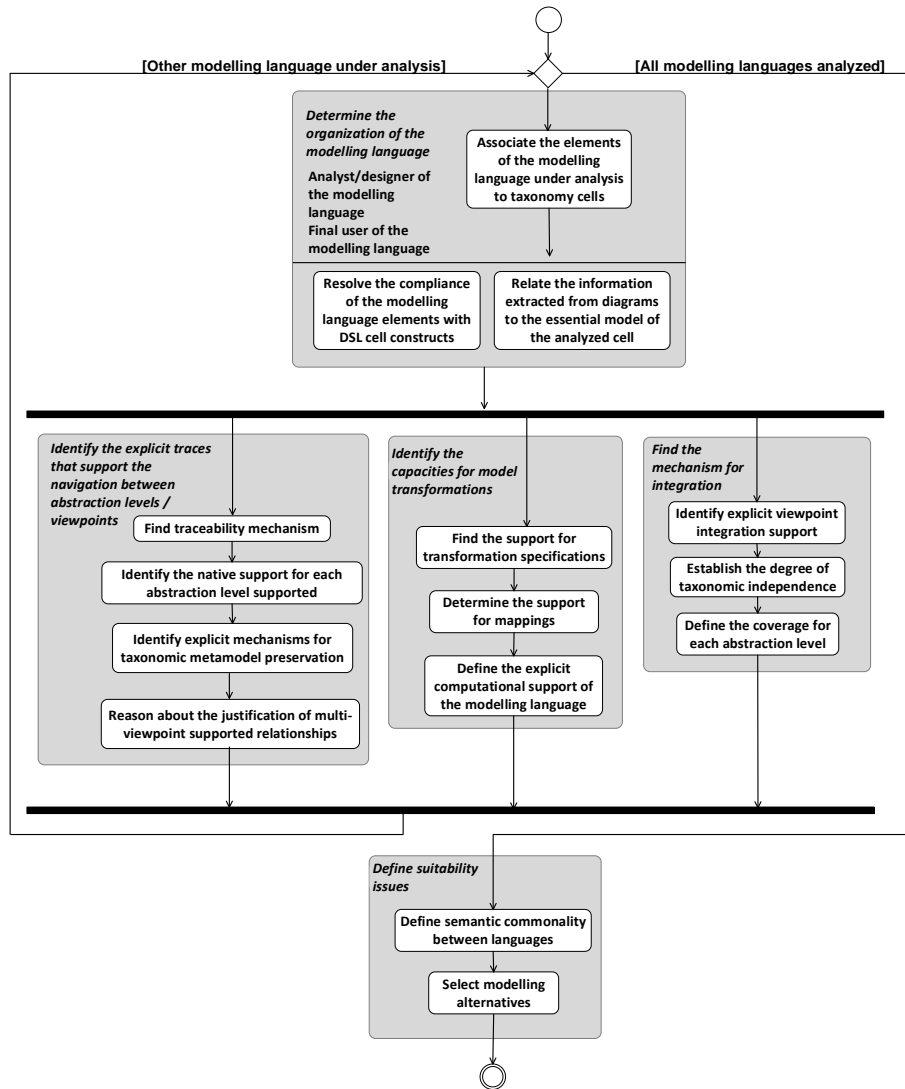 [Other modelling language under analysis]
[All modelling languages analyzed]
Determine the
organization of the
modelling language
Analyst/designer of
the modelling
language
Final user of the
modelling language
Associate the elements
of the modelling
language under analysis
to taxonomy cells
Resolve the compliance
of the modelling
language elements with
DSL cell constructs
Relate the information
extracted from diagrams
to the essential model of
the analyzed cell
Identify the explicit traces
that support the
navigation between
abstraction levels /
viewpoints
Find traceability mechanism
Identify the native support for each
abstraction level supported
Identify explicit mechanisms for
taxonomic metamodel preservation
Reason about the justification of multi-
viewpoint supported relationships
Identify the
capacities for model
transformations
Find the support for
transformation specifications
Determine the support
for mappings
Define the explicit
computational support of
the modelling language
Find the
mechanism for
integration
Identify explicit viewpoint
integration support
Establish the degree of
taxonomic independence
Define the coverage for
each abstraction level
Define suitability
issues
Define semantic commonality
between languages
Select modelling
alternatives